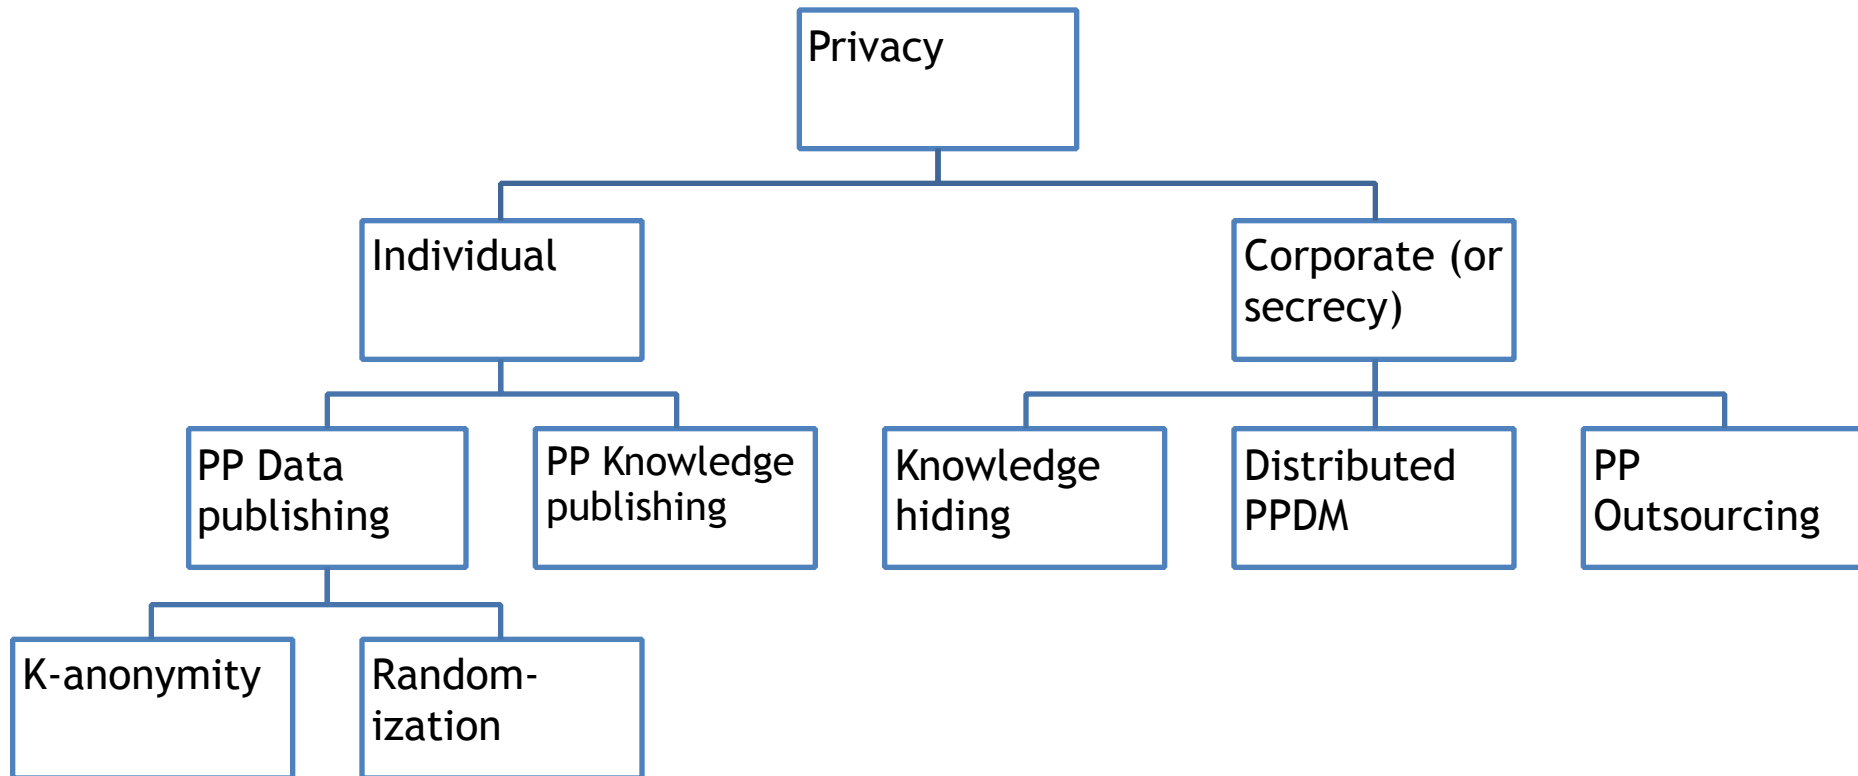 Privacy
Individual
Corporate (or
secrecy)
PP Data
publishing
PP Knowledge
publishing
Knowledge
hiding
Distributed
PPDM
PP
Outsourcing
K-anonymity
Random-
ization